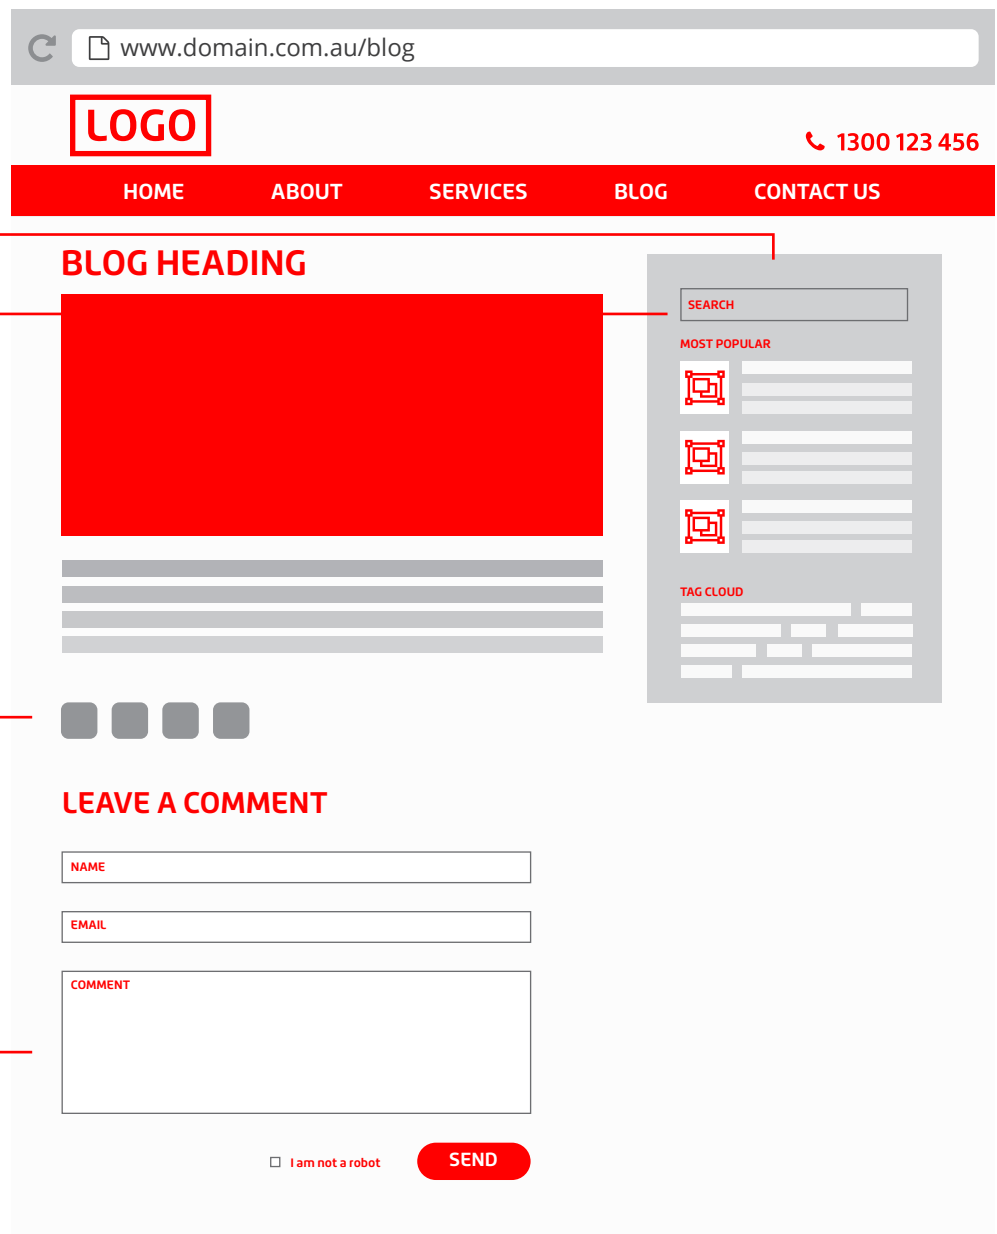 www.domain.com.au/blog
LOGO
1300 123 456
HOME ABOUT SERVICES BLOG CONTACT US
BLOG HEADING
SEARCH
MOST POPULAR
TAG CLOUD
LEAVE A COMMENT
NAME
EMAIL
COMMENT
I am not a robot
SEND